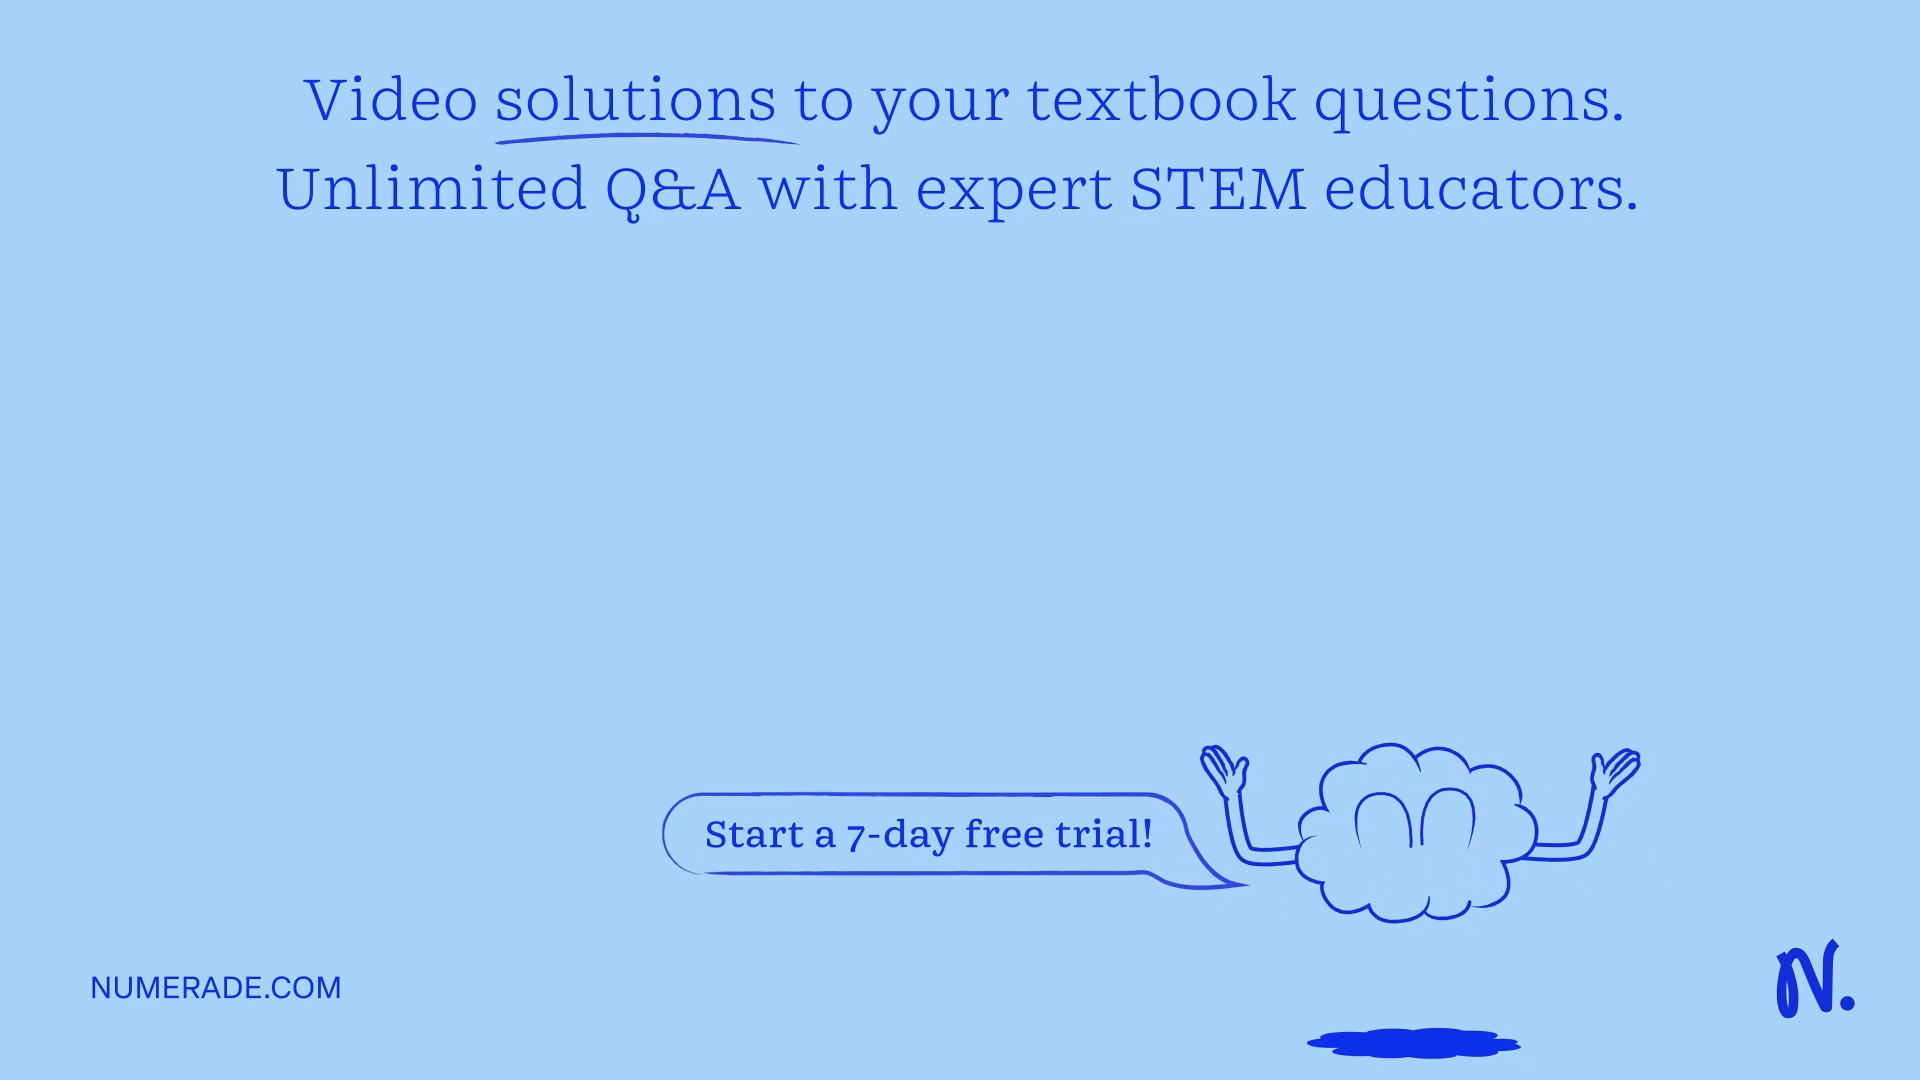 Video solutions to your textbook questions.
Unlimited Q&A with expert STEM educators.
Start a 7-day free trial!
NUMERADE.COM
N.